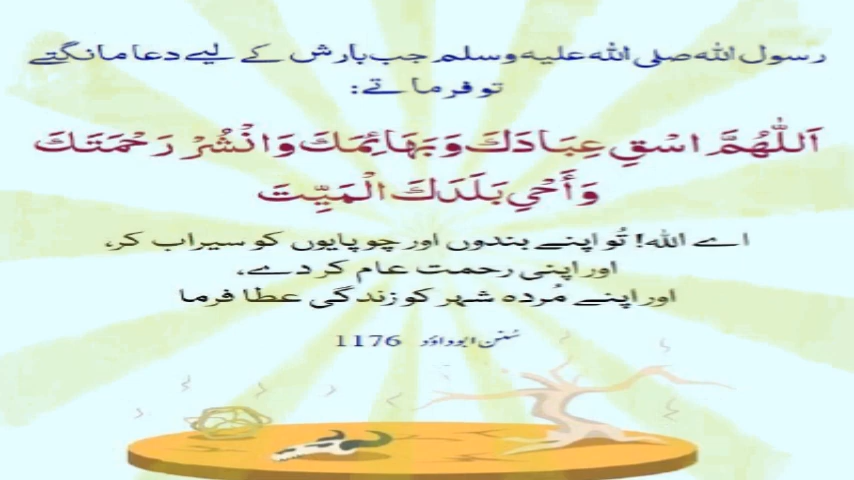 رسول اللہ صلی اللہ علیہ وسلم جب بارش کے لیے دعا مانگتے
تو فرماتے:
اَللّٰهُمَّ اسْقِ عِبَادَكَ وَبَهَائِمَكَ وَانْشُرْ رَحْمَتَكَ
وَأَحْيِ بَلَدَكَ الْمَيِّتَ
اے اللہ! تُو اپنے بندوں اور چوپایوں کو سیراب کر،
اور اپنی رحمت عام کر دے،
اور اپنے مُردہ شہر کو زندگی عطا فرما
سُنن ابوداؤد 1176